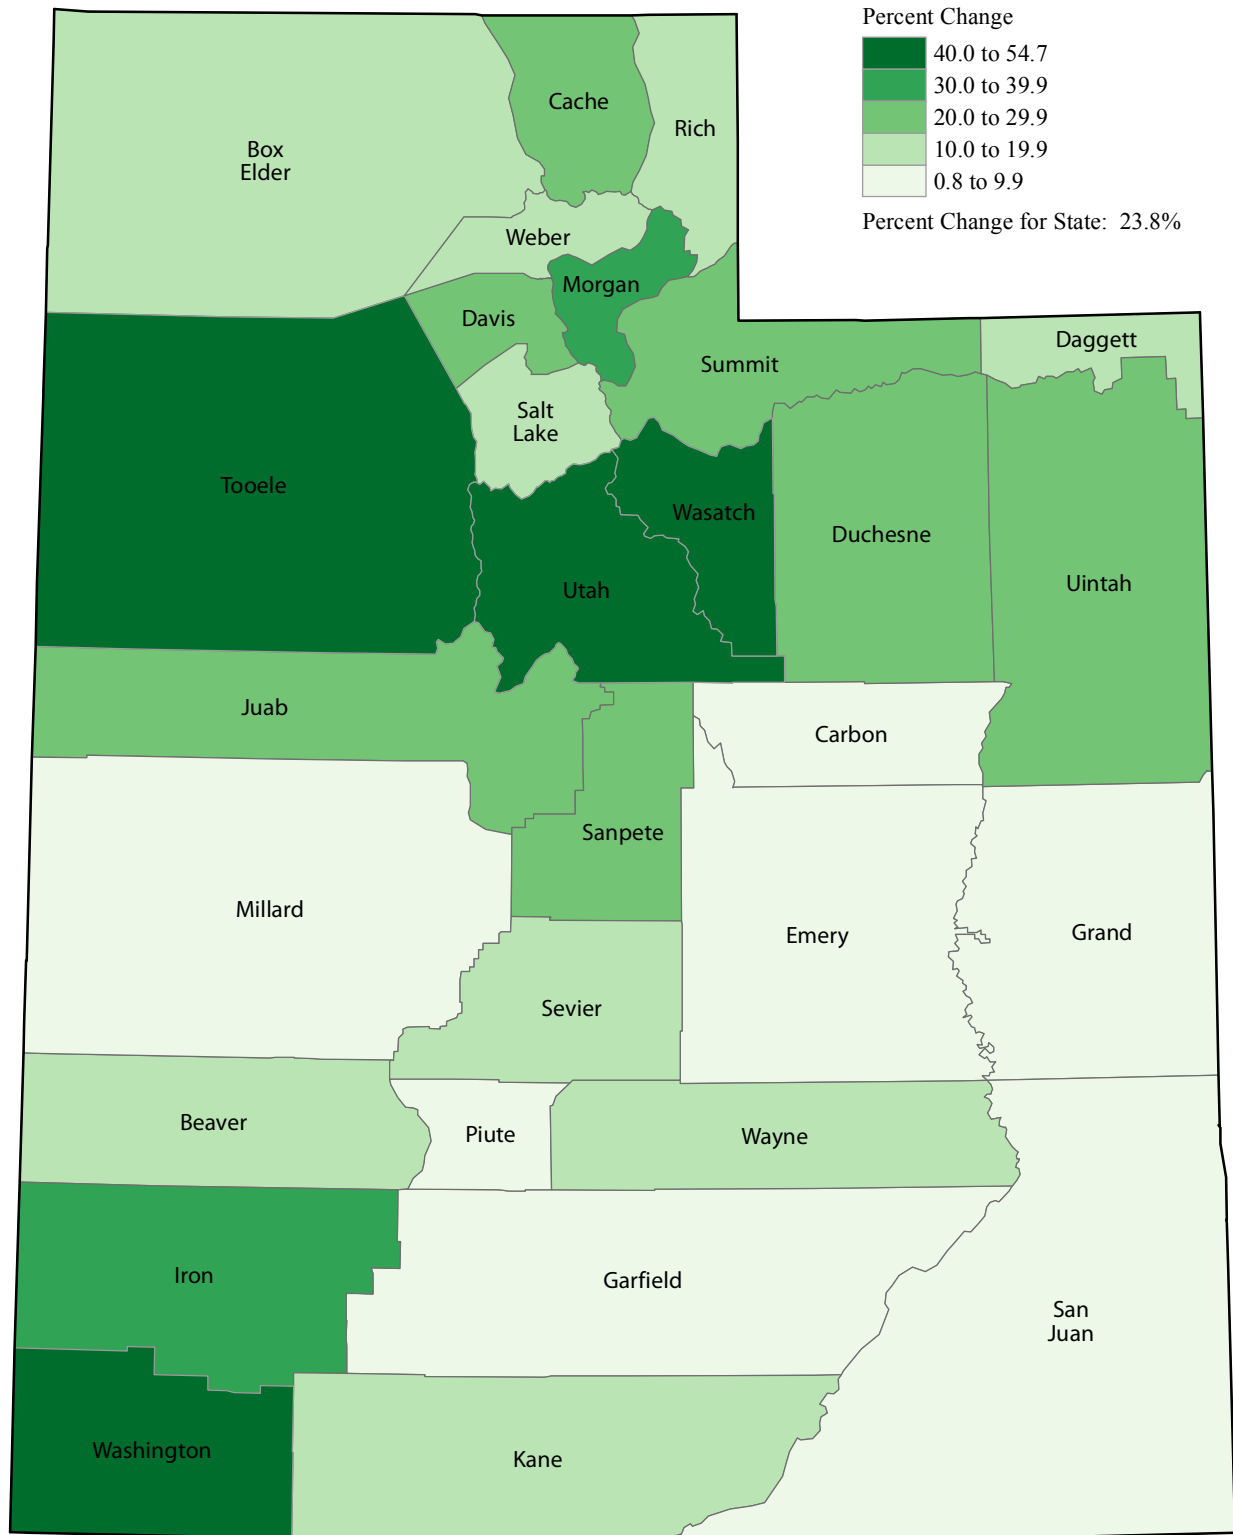 Percent Change
40.0 to 54.7
30.0 to 39.9
20.0 to 29.9
10.0 to 19.9
0.8 to 9.9
Percent Change for State: 23.8%
Cache
Rich
Box
Elder
Weber
Morgan
Davis
Daggett
Summit
Salt
Lake
Tooele
Wasatch
Duchesne
Uintah
Utah
Juab
Carbon
Sanpete
Millard
Emery
Grand
Sevier
Beaver
Piute
Wayne
Iron
Garfield
San
Juan
Washington
Kane